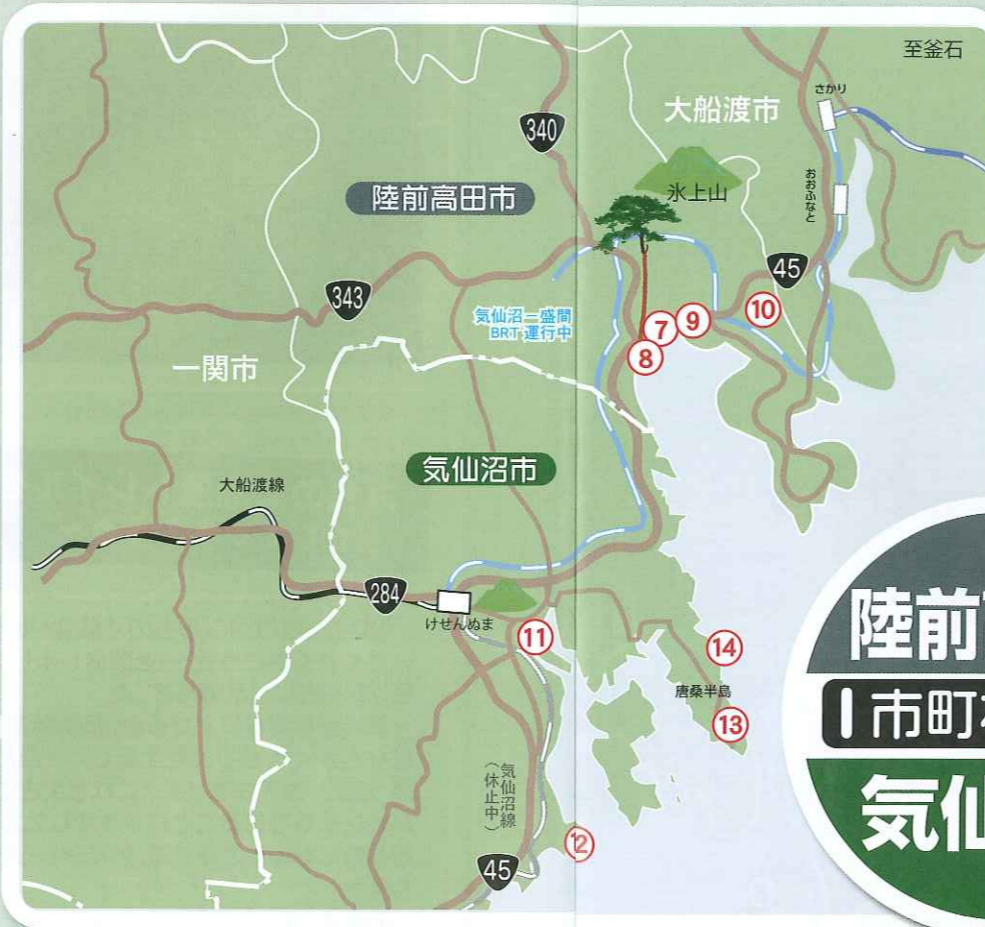 至釜石
さかり
大船渡市
340
氷上山
陸前高田市
おおふなと
45
343
気仙沼ー盛間
BRT 運行中
10
7
9
8
一関市
気仙沼市
大船渡線
284
けせんぬま
11
14
唐桑半島
13
気仙沼線
（休止中）
12
45
陸前
市町
気仙